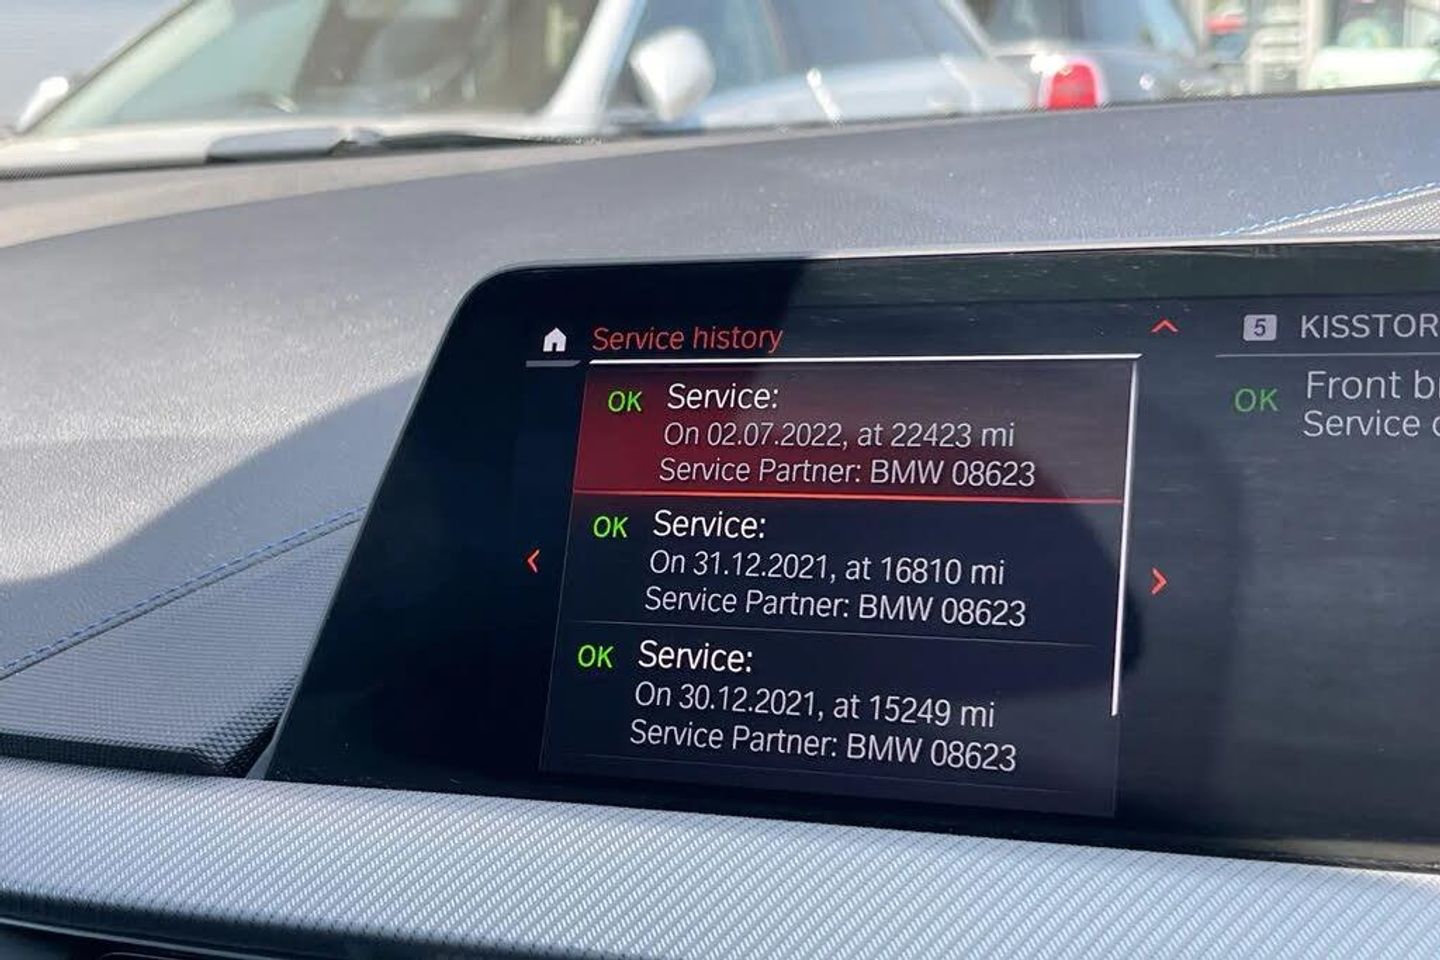 Service history
OK Service:
On 02.07.2022, at 22423 mi
Service Partner: BMW 08623
OK Service:
On 31.12.2021, at 16810 mi
Service Partner: BMW 08623
OK Service:
On 30.12.2021, at 15249 mi
Service Partner: BMW 08623
5 KISSTOR
OK Front
Service